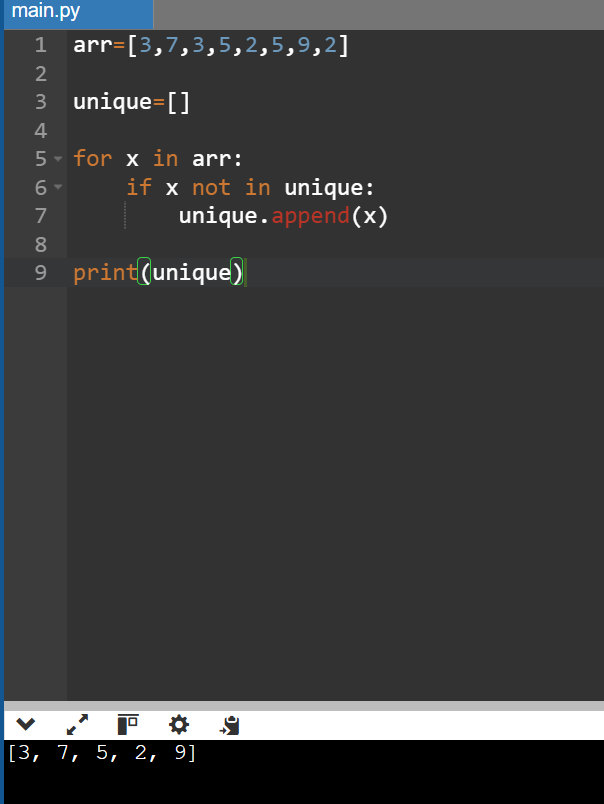 main.py
1 arr=[3,7,3,5,2,5,9,2]
2
3 unique=[]
4
5 for x in arr:
6     if x not in unique:
7         unique.append(x)
8
9 print(unique)
[3, 7, 5, 2, 9]